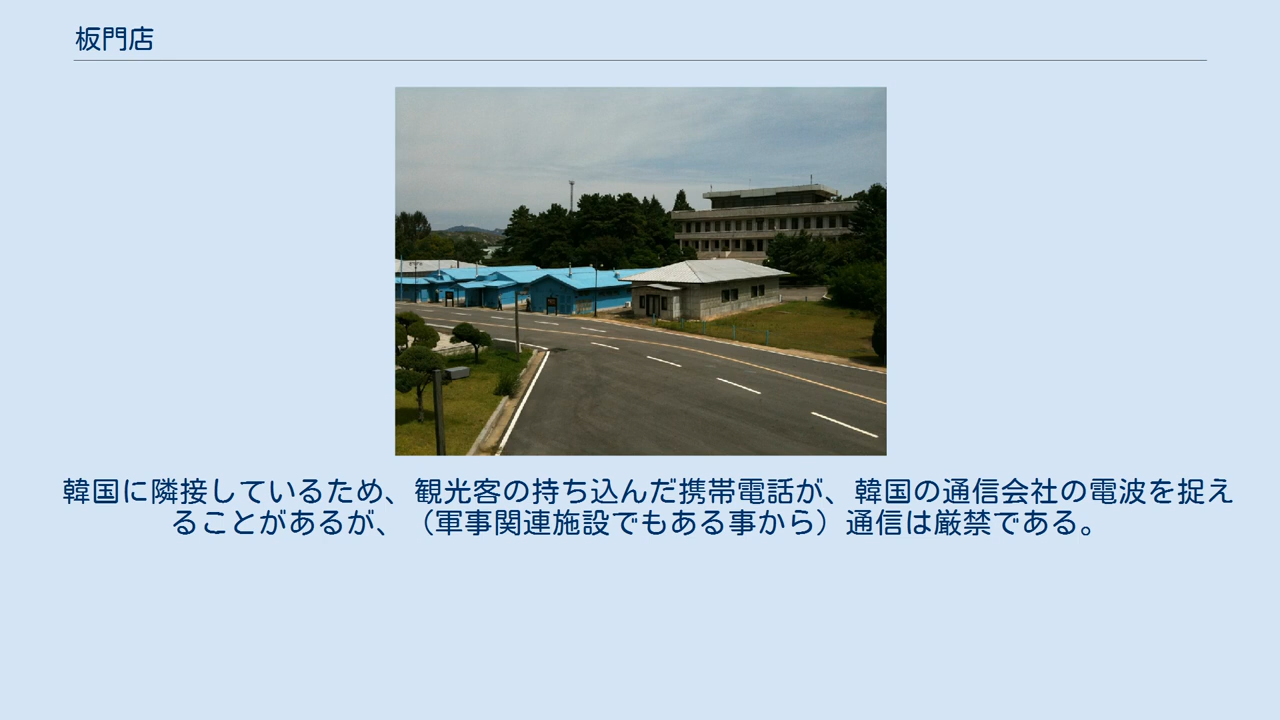 板門店
韓国に隣接しているため、観光客の持ち込んだ携帯電話が、韓国の通信会社の電波を捉え
ることがあるが、（軍事関連施設でもある事から）通信は厳禁である。